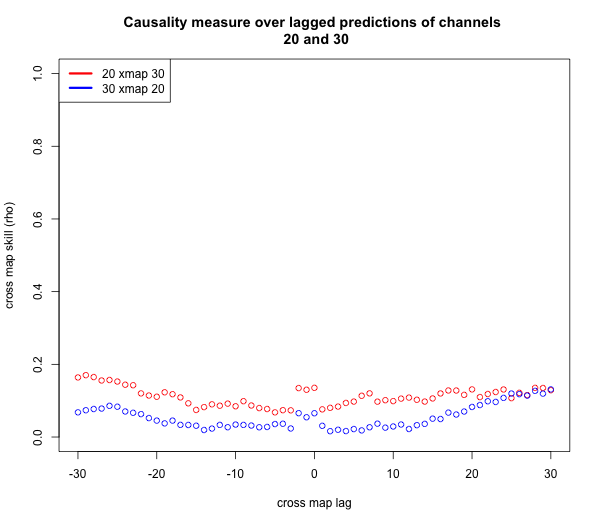 Causality measure over lagged predictions of channels
20 and 30
20 xmap 30
30 xmap 20
cross map skill (rho)
1.0
0.8
0.6
0.4
0.2
0.0
-30 -20 -10 0 10 20 30
cross map lag